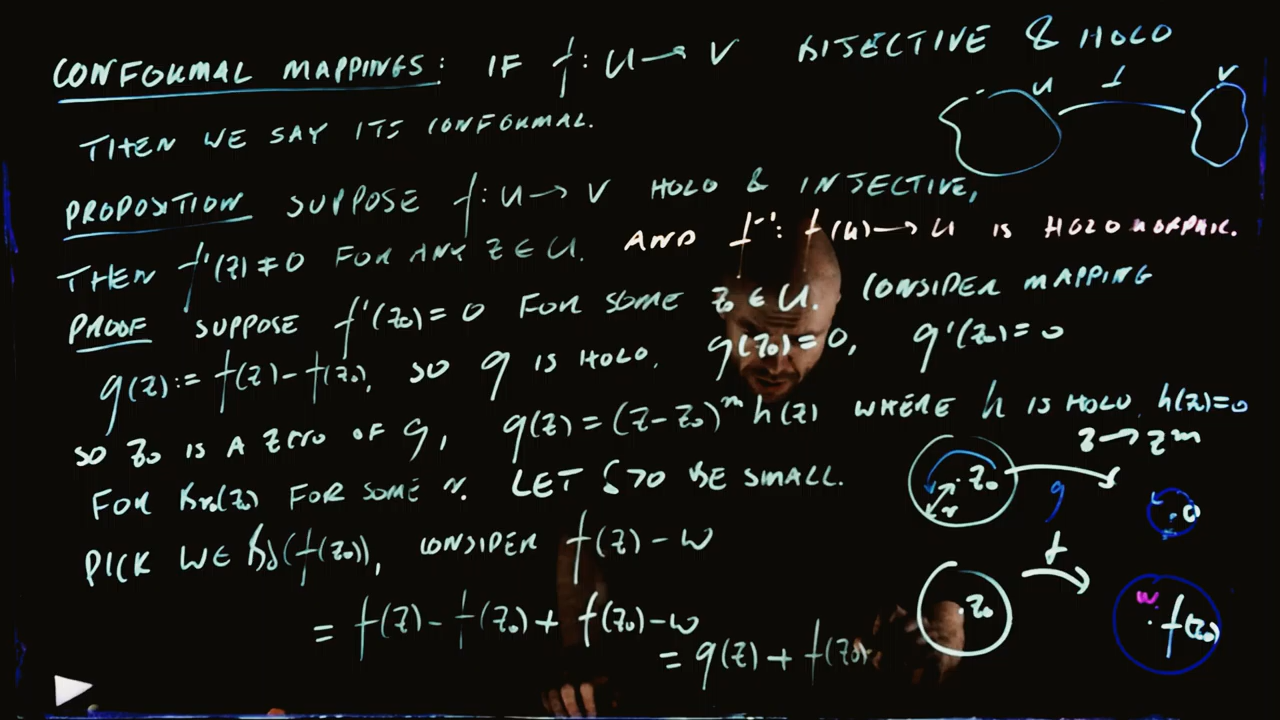 CONFORMAL MAPPINGS: IF f: U → V BIJECTIVE & HOLO
THEN WE SAY ITS CONFORMAL.
PROPOSITION SUPPOSE f: U → V HOLO & INJECTIVE,
THEN f'(z) ≠ 0 FOR ANY z ∈ U. AND f⁻¹: f(U) → U IS HOLOMORPHIC.
PROOF SUPPOSE f'(z₀) = 0 FOR SOME z₀ ∈ U. CONSIDER MAPPING
g(z) := f(z) - f(z₀), SO g IS HOLO, g(z₀) = 0, g'(z₀) = 0
SO z₀ IS A ZERO OF g, g(z) = (z-z₀)ᵐ h(z) WHERE h IS HOLO, h(z)=0
FOR Br(z₀) FOR SOME r. LET δ>0 BE SMALL.
PICK W∈ Bδ(f(z₀)), CONSIDER f(z) - w
= f(z) - f(z₀) + f(z₀) - w
= g(z) + f(z₀)
U f V
z → zᵐ
z₀ r g 0
f
z₀ w f(z₀)